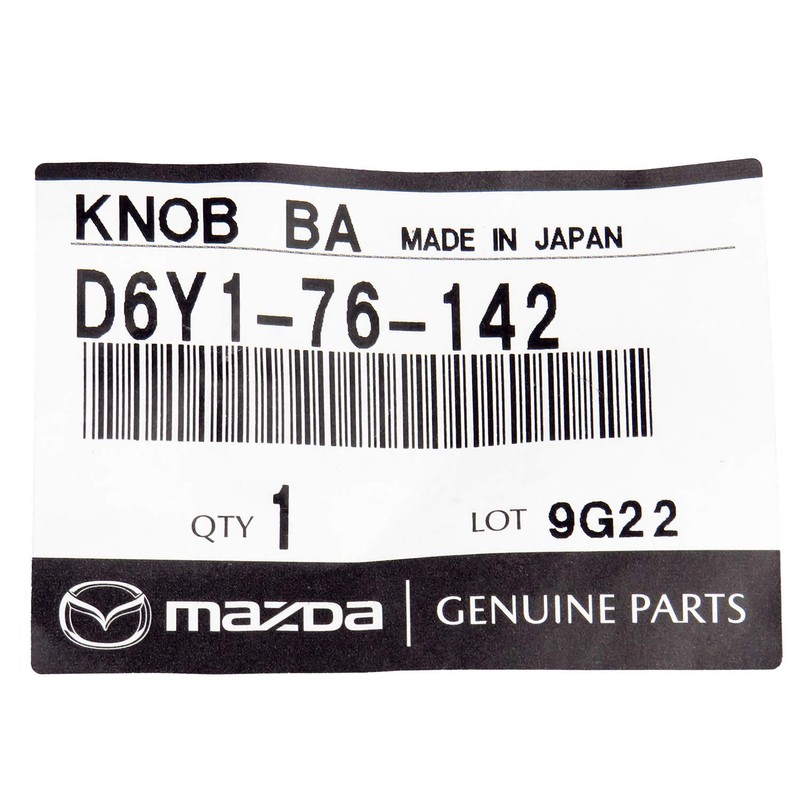 KNOB BA MADE IN JAPAN
D6Y1-76-142
QTY 1 LOT 9G22
mazda GENUINE PARTS